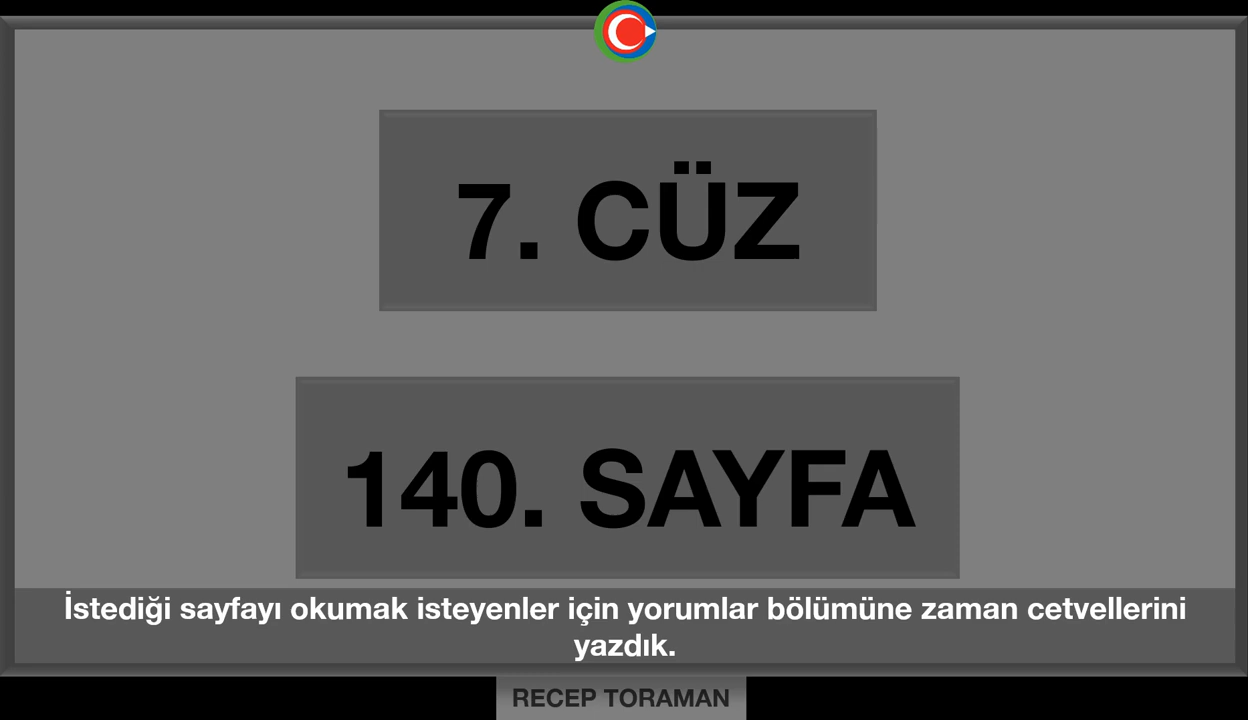 7. CÜZ
140. SAYFA
İstediği sayfayı okumak isteyenler için yorumlar bölümüne zaman cetvellerini
yazdık.
RECEP TORAMAN